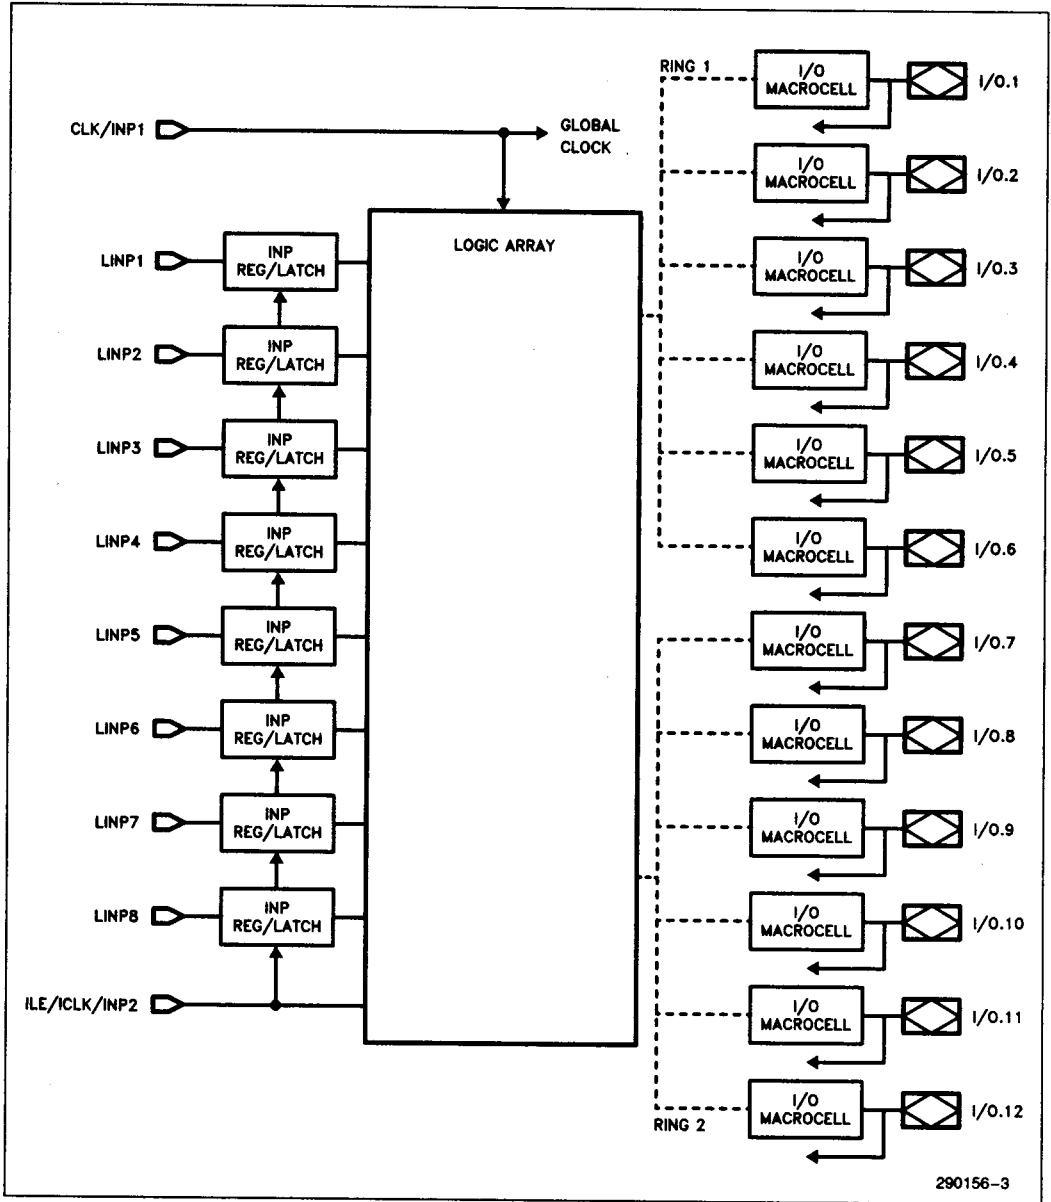 RING 1
I/O
MACROCELL
I/O.1
CLK/INP1
GLOBAL
CLOCK
I/O
MACROCELL
I/O.2
LOGIC ARRAY
LINP1
INP
REG/LATCH
I/O
MACROCELL
I/O.3
LINP2
INP
REG/LATCH
I/O
MACROCELL
I/O.4
LINP3
INP
REG/LATCH
I/O
MACROCELL
I/O.5
LINP4
INP
REG/LATCH
I/O
MACROCELL
I/O.6
LINP5
INP
REG/LATCH
I/O
MACROCELL
I/O.7
LINP6
INP
REG/LATCH
I/O
MACROCELL
I/O.8
LINP7
INP
REG/LATCH
I/O
MACROCELL
I/O.9
LINP8
INP
REG/LATCH
I/O
MACROCELL
I/O.10
ILE/ICLK/INP2
I/O
MACROCELL
I/O.11
I/O
MACROCELL
I/O.12
RING 2
290156-3